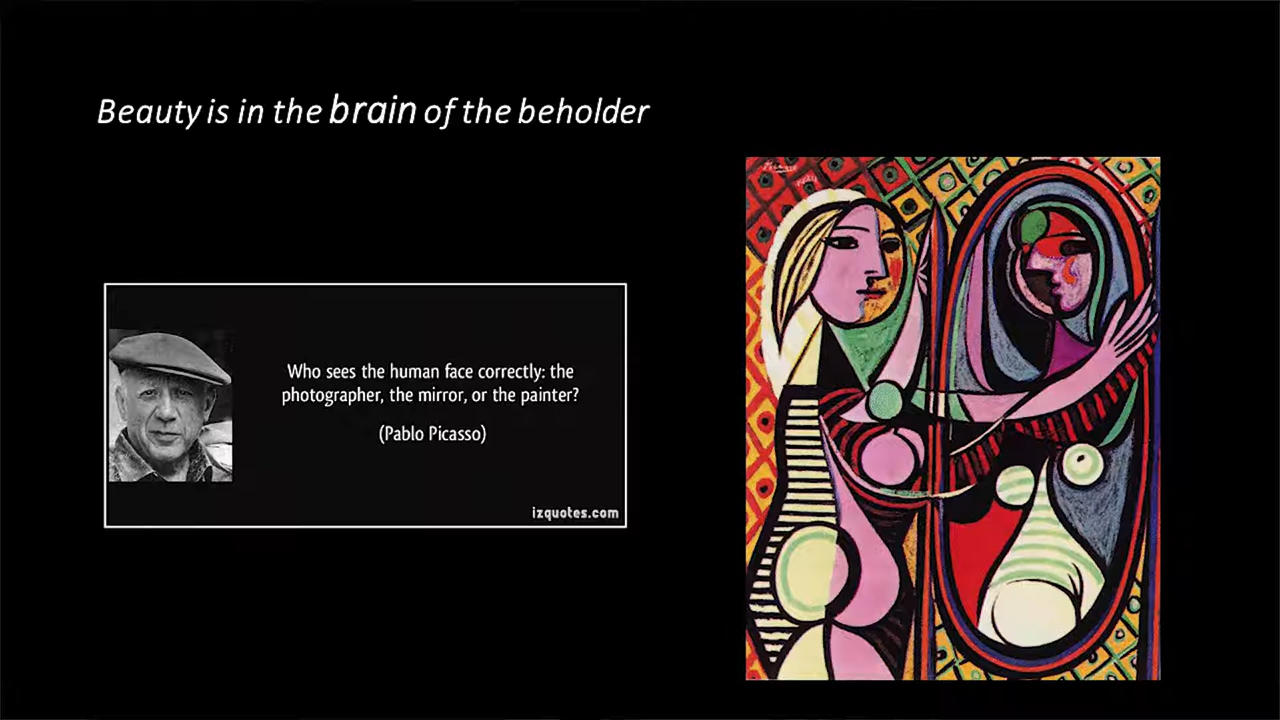 Beauty is in the brain of the beholder
Who sees the human face correctly: the
photographer, the mirror, or the painter?
(Pablo Picasso)
izquotes.com
Picasso